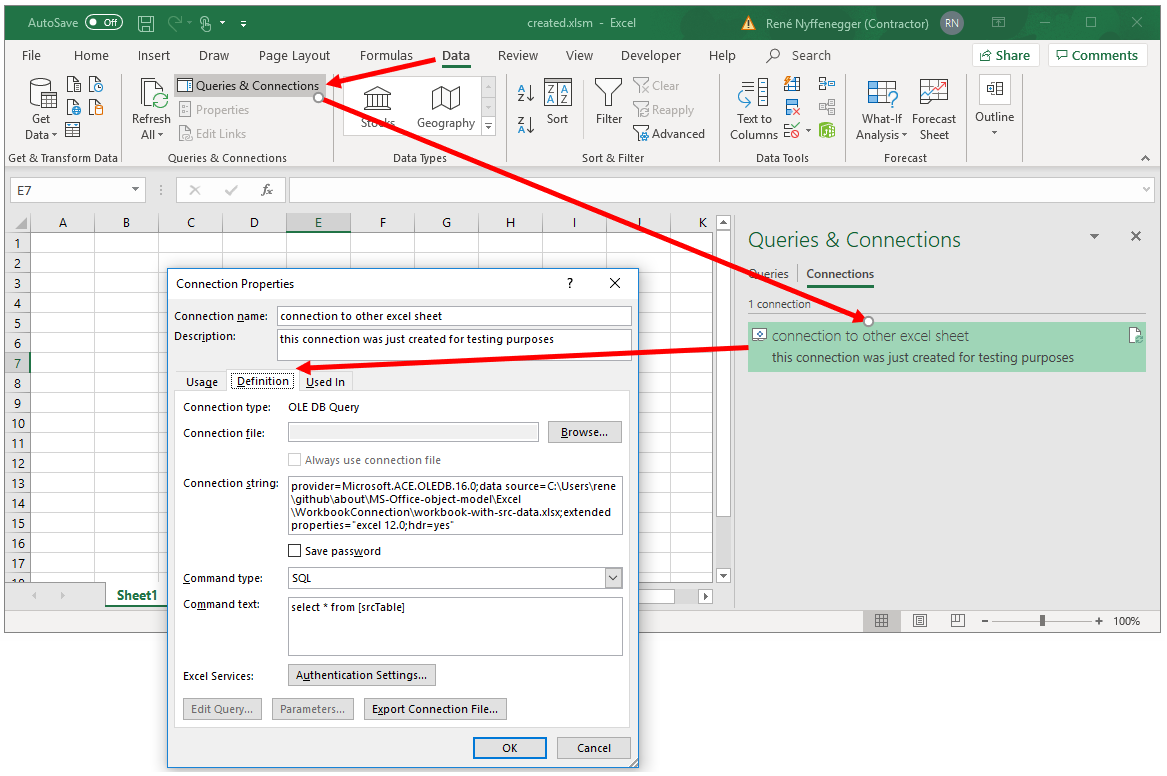 AutoSave Off created.xlsm - Excel René Nyffenegger (Contractor) RN
File Home Insert Draw Page Layout Formulas Data Review View Developer Help Search Share Comments
Get Data
Get & Transform Data
Refresh All
Queries & Connections
Properties
Edit Links
Queries & Connections
Stocks Geography
Data Types
Sort
Filter
Clear
Reapply
Advanced
Sort & Filter
Text to Columns
Data Tools
What-If Analysis
Forecast Sheet
Forecast
Outline
E7 fx
A B C D E F G H I J K
1
2
3
4
5
6
7
8
9
10
11
12
13
14
15
16
17
18
Sheet1
100%
Queries & Connections
Queries Connections
1 connection
connection to other excel sheet
this connection was just created for testing purposes
Connection Properties ?
Connection name: connection to other excel sheet
Description: this connection was just created for testing purposes
Usage Definition Used In
Connection type: OLE DB Query
Connection file: Browse...
Always use connection file
Connection string: provider=Microsoft.ACE.OLEDB.16.0;data source=C:\Users\rene
\github\about\MS-Office-object-model\Excel
\WorkbookConnection\workbook-with-src-data.xlsx;extended
properties="excel 12.0;hdr=yes"
Save password
Command type: SQL
Command text: select * from [srcTable]
Excel Services: Authentication Settings...
Edit Query... Parameters... Export Connection File...
OK Cancel